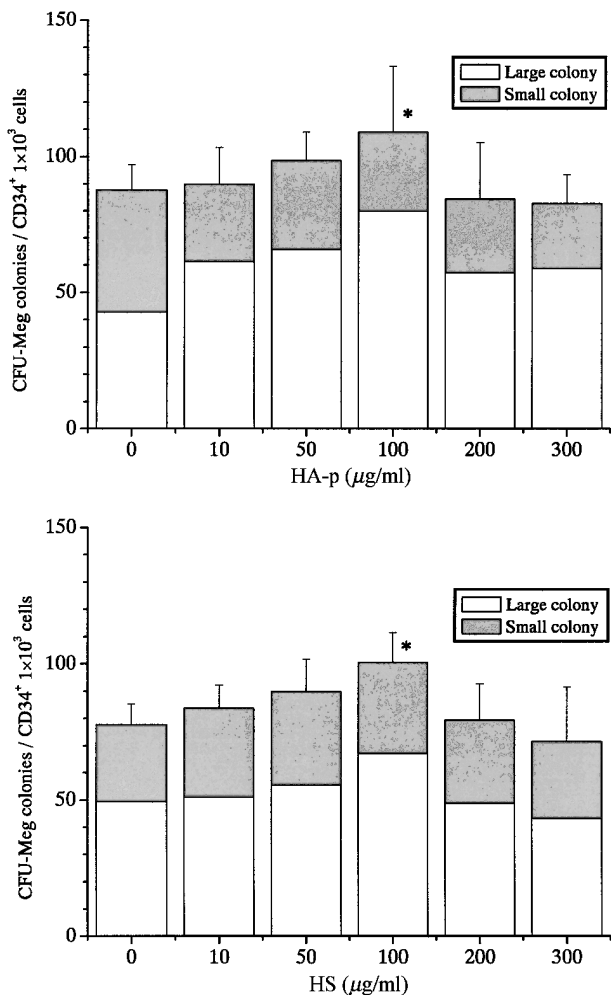 150
Large colony
Small colony
*
100
50
0
CFU-Meg colonies / CD34⁺ 1×10³ cells
0 10 50 100 200 300
HA-p (μg/ml)
150
Large colony
Small colony
*
100
50
0
CFU-Meg colonies / CD34⁺ 1×10³ cells
0 10 50 100 200 300
HS (μg/ml)